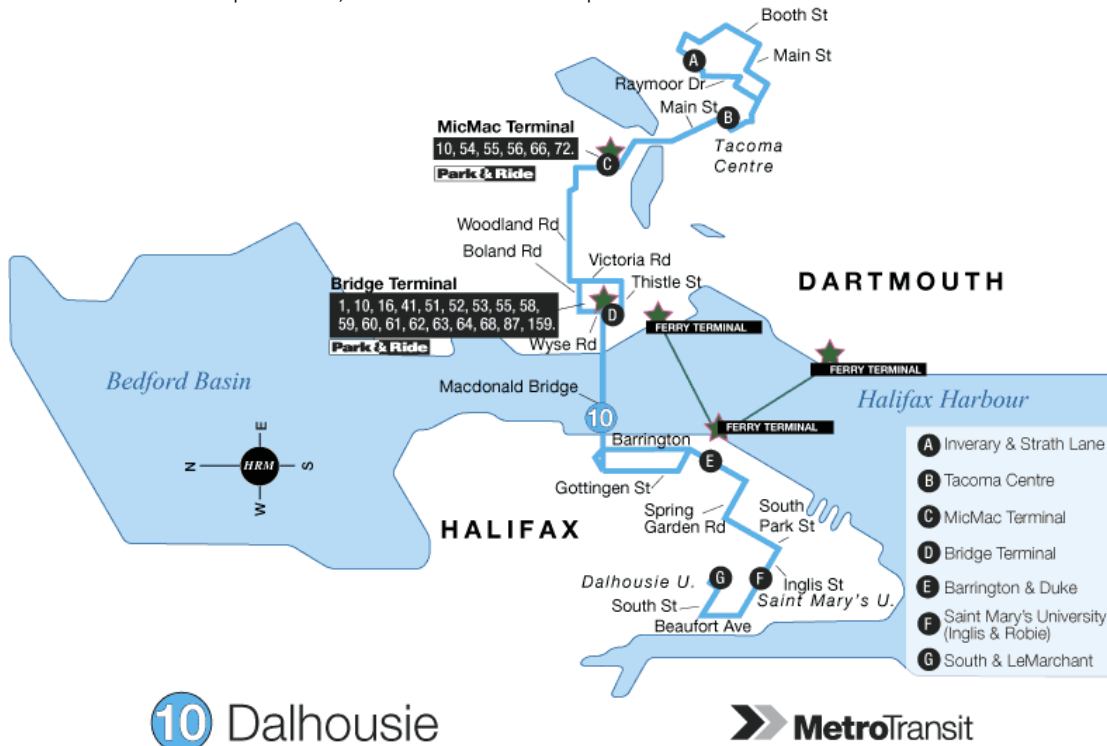 Booth St
Main St
Raymoor Dr
Main St
A
B
MicMac Terminal
10, 54, 55, 56, 66, 72.
Park & Ride
C
Tacoma
Centre
Woodland Rd
Boland Rd
Victoria Rd
Thistle St
DARTMOUTH
Bridge Terminal
1, 10, 16, 41, 51, 52, 53, 55, 58,
59, 60, 61, 62, 63, 64, 68, 87, 159.
Park & Ride
D
Wyse Rd
FERRY TERMINAL
FERRY TERMINAL
Bedford Basin
Macdonald Bridge
Halifax Harbour
10
FERRY TERMINAL
Barrington
E
N
HRM
S
W
E
Gottingen St
HALIFAX
Spring
Garden Rd
South
Park St
Dalhousie U.
G
F
Inglis St
South St
Saint Mary's U.
Beaufort Ave
A Inverary & Strath Lane
B Tacoma Centre
C MicMac Terminal
D Bridge Terminal
E Barrington & Duke
F Saint Mary's University
(Inglis & Robie)
G South & LeMarchant
10 Dalhousie
MetroTransit